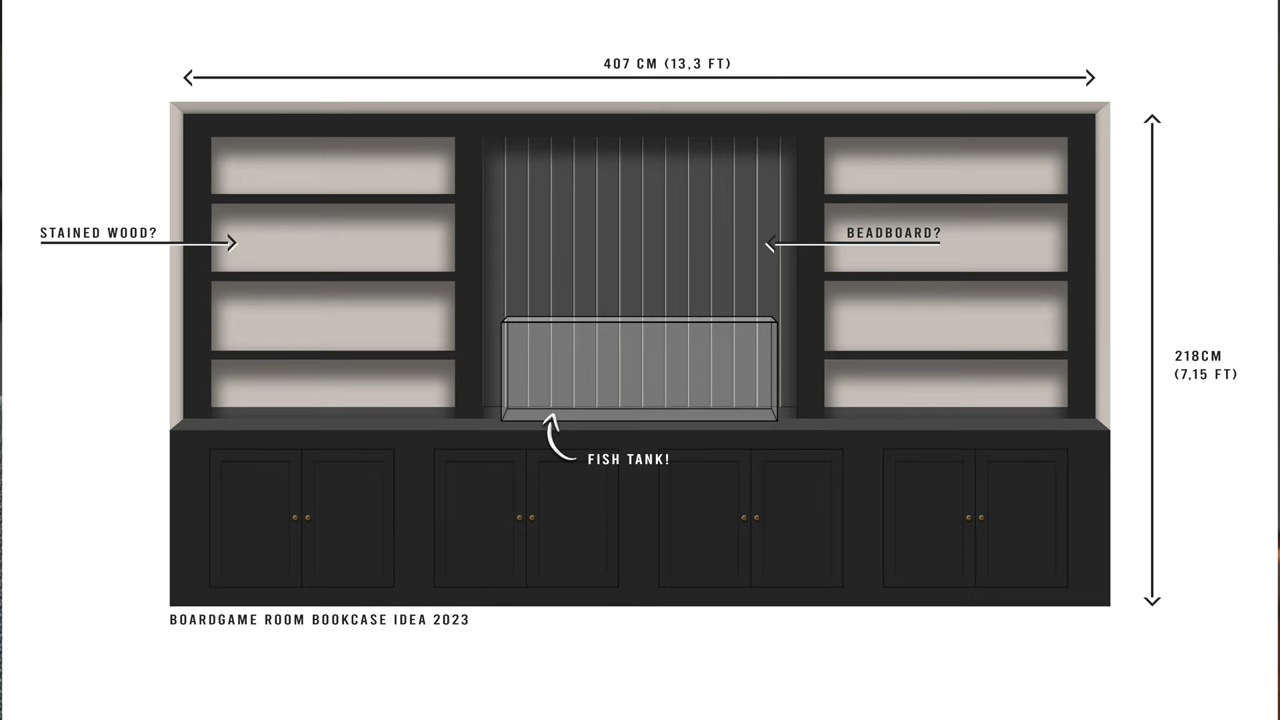 407 CM (13,3 FT)
STAINED WOOD?
BEADBOARD?
218CM
(7,15 FT)
FISH TANK!
BOARDGAME ROOM BOOKCASE IDEA 2023